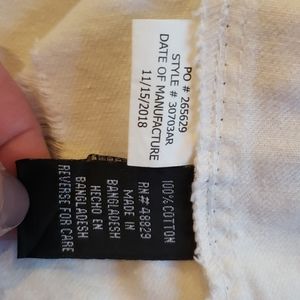 PO # 265629
STYLE # 30703AR
DATE OF MANUFACTURE
11/15/2018
100% COTTON
RN# 48829
MADE IN
BANGLADESH
HECHO EN
BANGLADESH
REVERSE FOR CARE